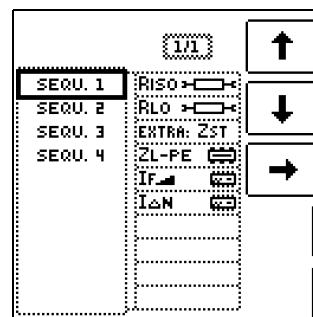 1/1
SEQU. 1
SEQU. 2
SEQU. 3
SEQU. 4
RISO
RLO
EXTRA: ZST
ZL-PE
IF
IΔN